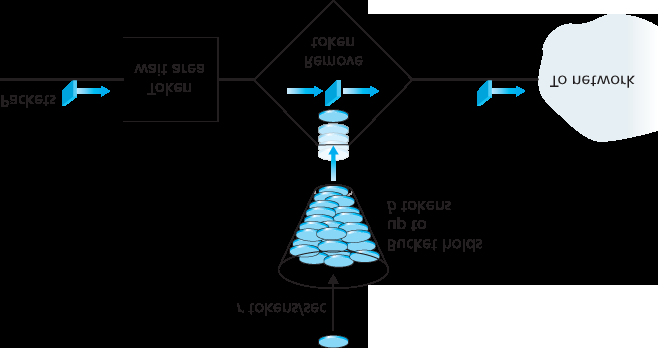 r tokens/sec
Bucket holds
up to
b tokens
Packets
Token
wait area
Remove
token
To network